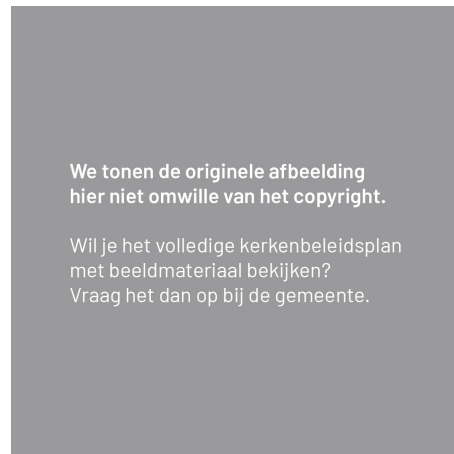 We tonen de originele afbeelding
hier niet omwille van het copyright.
Wil je het volledige kerkenbeleidsplan
met beeldmateriaal bekijken?
Vraag het dan op bij de gemeente.